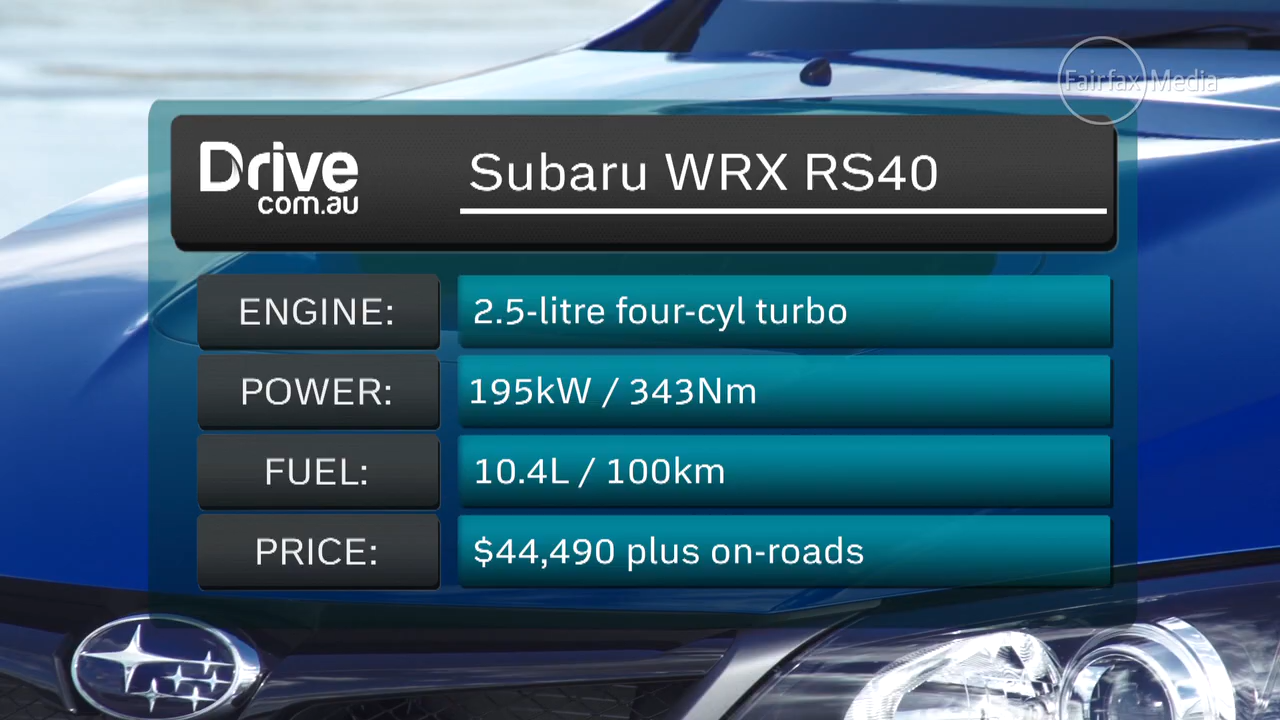 Fairfax Media
Drive
com.au
Subaru WRX RS40
ENGINE: 2.5-litre four-cyl turbo
POWER: 195kW / 343Nm
FUEL: 10.4L / 100km
PRICE: $44,490 plus on-roads